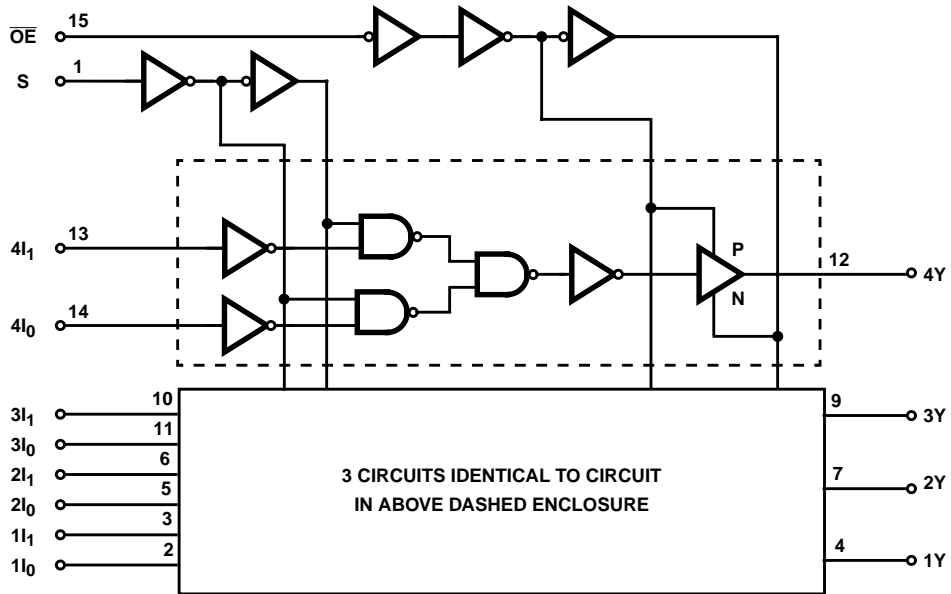 O̅E̅ 15
S 1
4I₁ 13
P
12 4Y
N
4I₀ 14
3I₁ 10
9 3Y
3I₀ 11
2I₁ 6
3 CIRCUITS IDENTICAL TO CIRCUIT
7 2Y
2I₀ 5
IN ABOVE DASHED ENCLOSURE
1I₁ 3
1I₀ 2
4 1Y